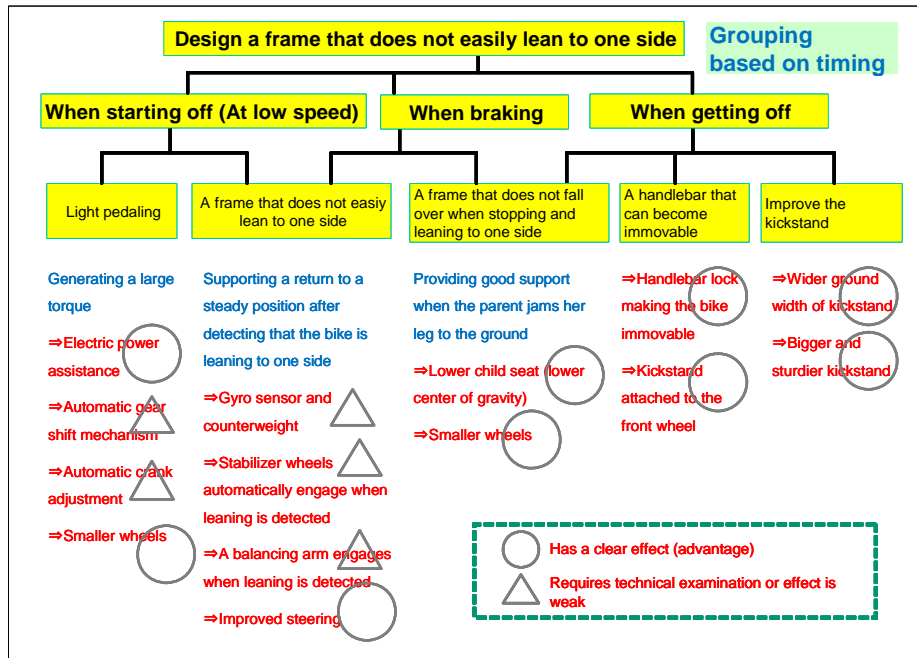 Design a frame that does not easily lean to one side
Grouping
based on timing
When starting off (At low speed)
When braking
When getting off
Light pedaling
A frame that does not easily
lean to one side
A frame that does not fall
over when stopping and
leaning to one side
A handlebar that
can become
immovable
Improve the
kickstand
Generating a large
torque
⇒Electric power
assistance
⇒Automatic gear
shift mechanism
⇒Automatic crank
adjustment
⇒Smaller wheels
Supporting a return to a
steady position after
detecting that the bike is
leaning to one side
⇒Gyro sensor and
counterweight
⇒Stabilizer wheels
automatically engage when
leaning is detected
⇒A balancing arm engages
when leaning is detected
⇒Improved steering
Providing good support
when the parent jams her
leg to the ground
⇒Lower child seat (lower
center of gravity)
⇒Smaller wheels
⇒Handlebar lock
making the bike
immovable
⇒Kickstand
attached to the
front wheel
⇒Wider ground
width of kickstand
⇒Bigger and
sturdier kickstand
Has a clear effect (advantage)
Requires technical examination or effect is
weak